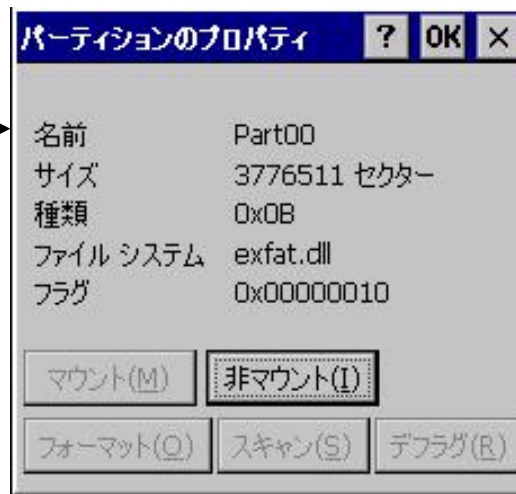 パーティションのプロパティ ? OK ×
名前 Part00
サイズ 3776511 セクター
種類 0x0B
ファイル システム exfat.dll
フラグ 0x00000010
マウント(M) 非マウント(I)
フォーマット(O) スキャン(S) デフラグ(R)